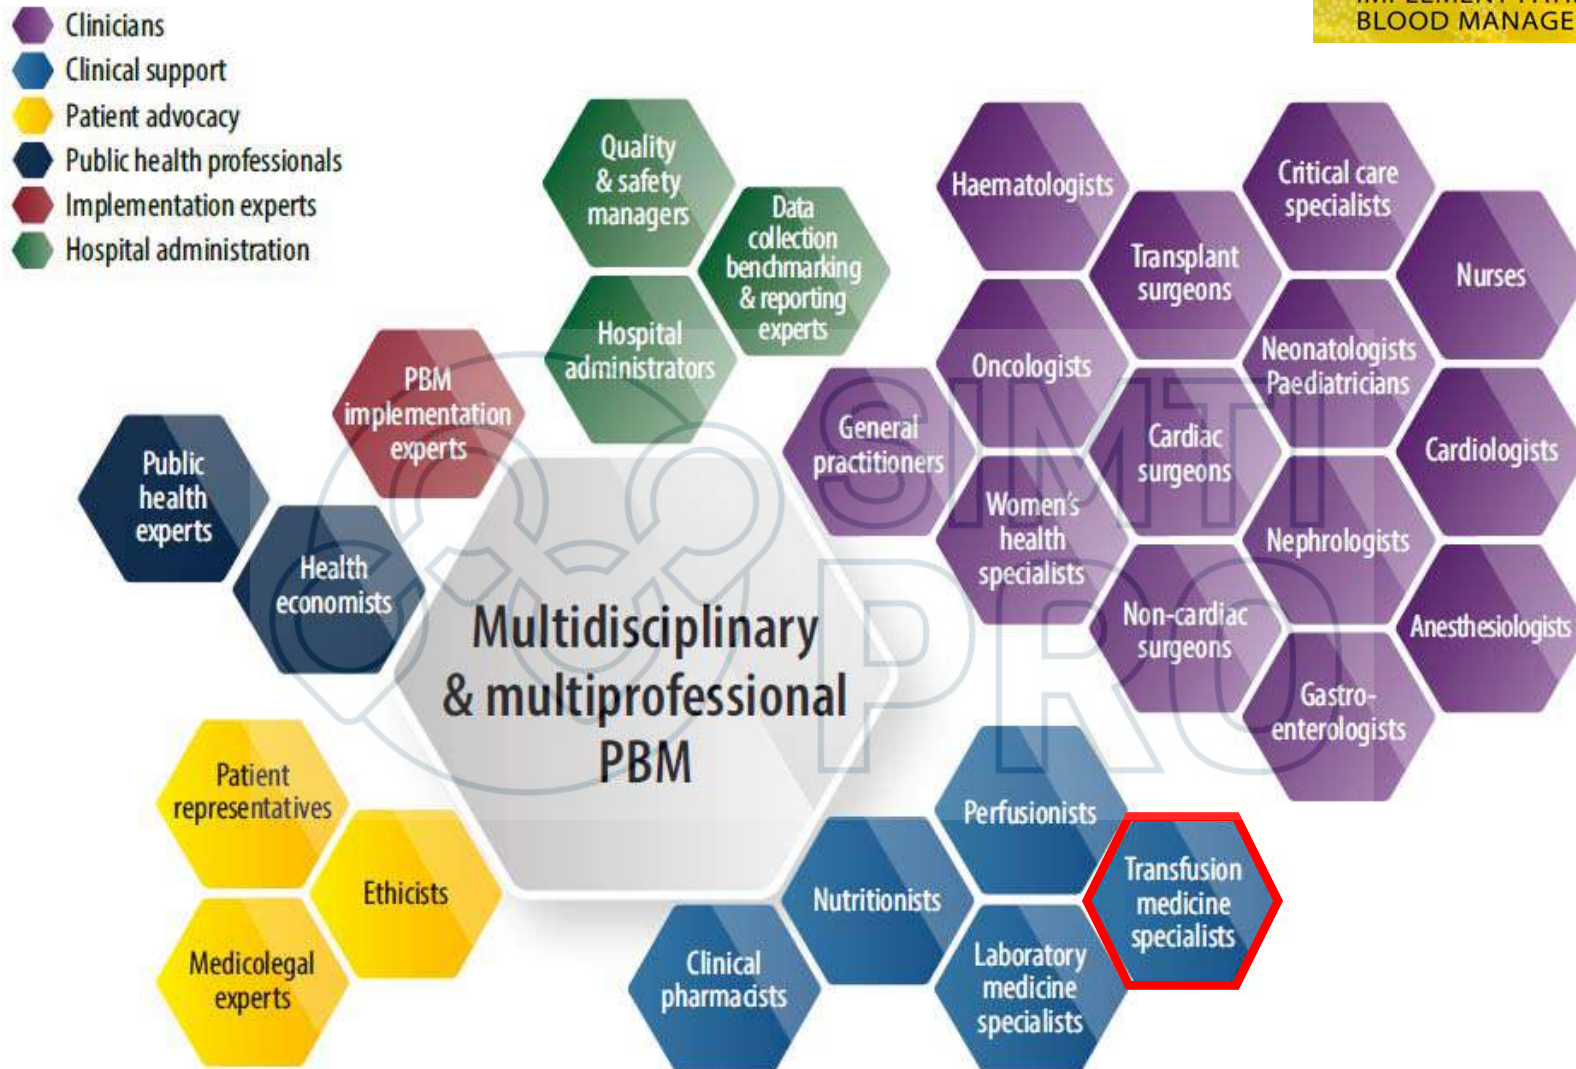 BLOOD MANAGE
Clinicians
Clinical support
Patient advocacy
Public health professionals
Implementation experts
Hospital administration
Quality
& safety
managers
Data
collection
benchmarking
& reporting
experts
Hospital
administrators
PBM
implementation
experts
Public
health
experts
Health
economists
Multidisciplinary
& multiprofessional
PBM
Haematologists
Critical care
specialists
Transplant
surgeons
Nurses
Oncologists
Neonatologists
Paediatricians
General
practitioners
Cardiac
surgeons
Cardiologists
Women's
health
specialists
Nephrologists
Non-cardiac
surgeons
Anesthesiologists
Gastro-
enterologists
Patient
representatives
Ethicists
Medicolegal
experts
Perfusionists
Nutritionists
Transfusion
medicine
specialists
Clinical
pharmacists
Laboratory
medicine
specialists
SIMTI
PRO